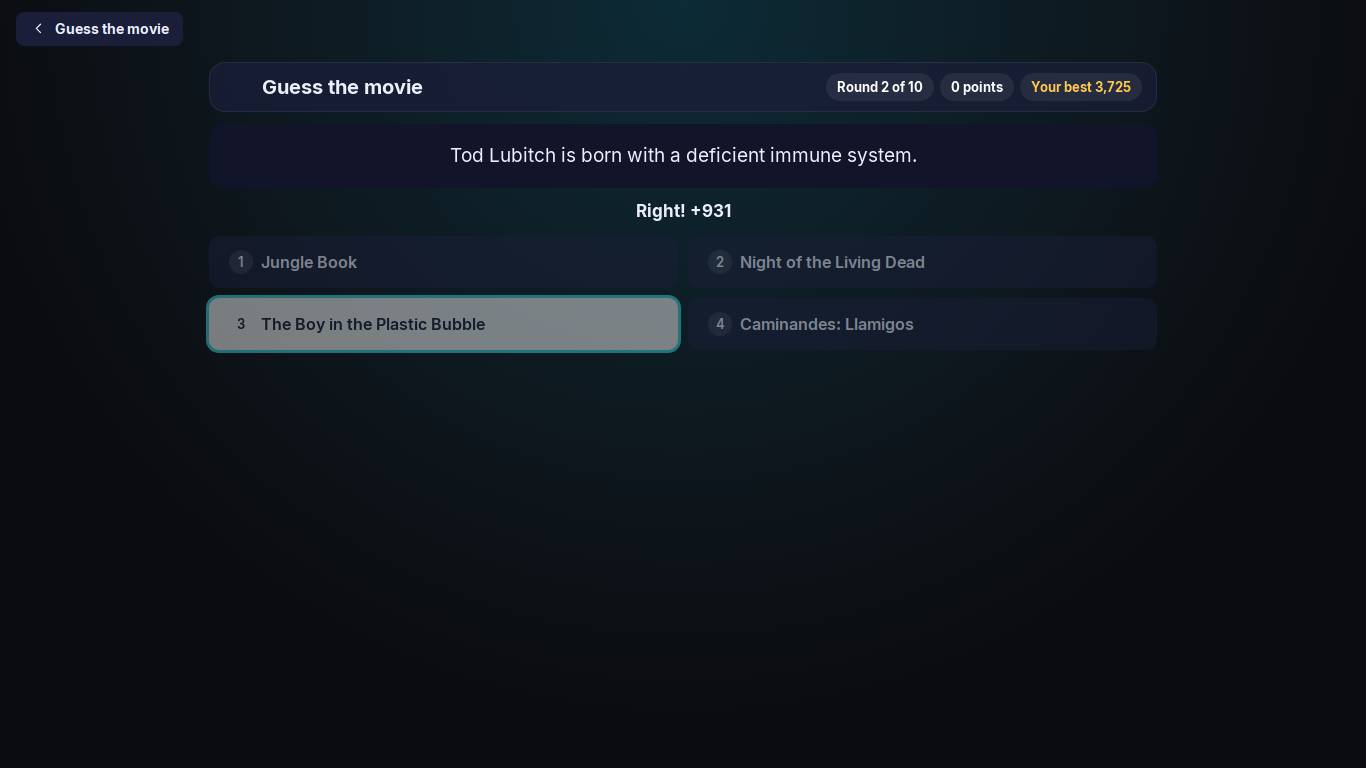 Guess the movie
Guess the movie
Round 2 of 10
0 points
Your best 3,725
Tod Lubitch is born with a deficient immune system.
Right! +931
1 Jungle Book
2 Night of the Living Dead
3 The Boy in the Plastic Bubble
4 Caminandes: Llamigos